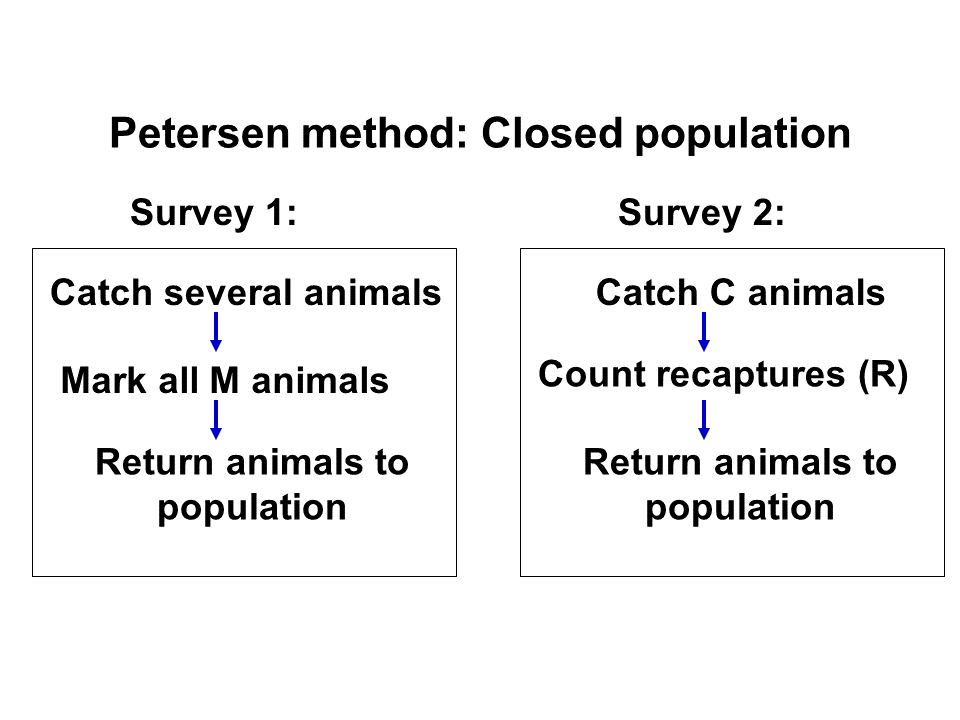 Petersen method: Closed population
Survey 1:
Catch several animals
Mark all M animals
Return animals to
population
Survey 2:
Catch C animals
Count recaptures (R)
Return animals to
population